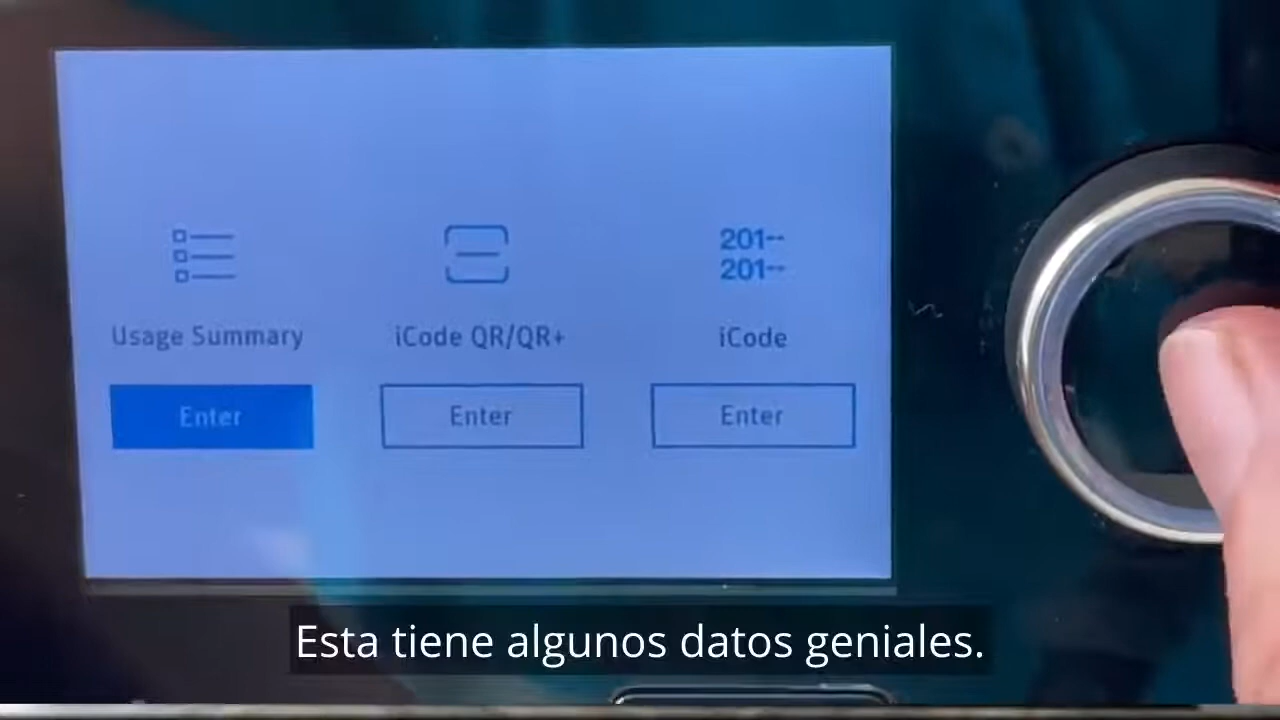 201--
201--
Usage Summary
iCode QR/QR+
iCode
Enter
Enter
Enter
Esta tiene algunos datos geniales.